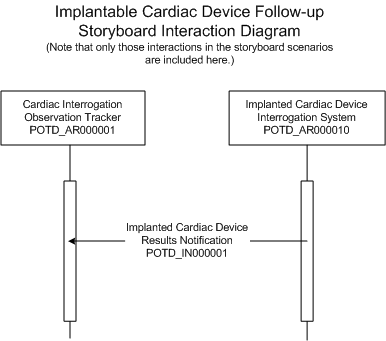 Implantable Cardiac Device Follow-up
Storyboard Interaction Diagram
(Note that only those interactions in the storyboard scenarios
are included here.)
Cardiac Interrogation
Observation Tracker
POTD_AR000001
Implanted Cardiac Device
Interrogation System
POTD_AR000010
Implanted Cardiac Device
Results Notification
POTD_IN000001